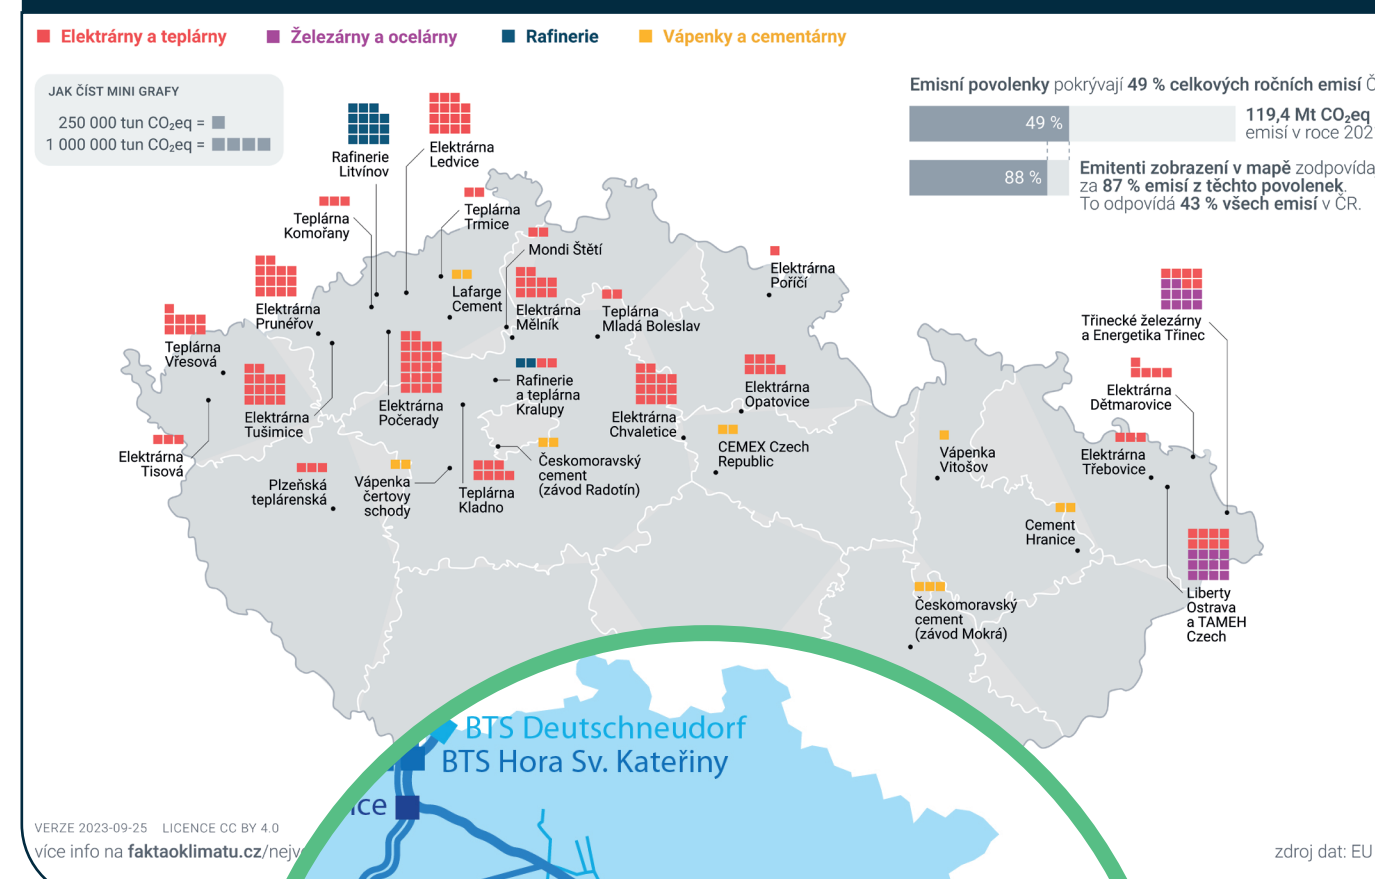 Elektrárny a teplárny
Železárny a ocelárny
Rafinerie
Vápenky a cementárny
JAK ČÍST MINI GRAFY
250 000 tun CO₂eq =
1 000 000 tun CO₂eq =
Emisní povolenky pokrývají 49 % celkových ročních emisí Č
49 %
119,4 Mt CO₂eq
emisí v roce 202
88 %
Emitenti zobrazení v mapě zodpovída
za 87 % emisí z těchto povolenek.
To odpovídá 43 % všech emisí v ČR.
Rafinerie
Litvínov
Elektrárna
Ledvice
Teplárna
Komořany
Teplárna
Trmice
Mondi Štětí
Elektrárna
Poříčí
Elektrárna
Prunéřov
Lafarge
Cement
Elektrárna
Mělník
Teplárna
Mladá Boleslav
Třinecké železárny
a Energetika Třinec
Teplárna
Vřesová
Elektrárna
Tušimice
Elektrárna
Počerady
Rafinerie
a teplárna
Kralupy
Elektrárna
Chvaletice
Elektrárna
Opatovice
Elektrárna
Dětmarovice
Elektrárna
Tisová
Plzeňská
teplárenská
Vápenka
čertovy
schody
Teplárna
Kladno
Českomoravský
cement
(závod Radotín)
CEMEX Czech
Republic
Vápenka
Vitošov
Elektrárna
Třebovice
Cement
Hranice
Českomoravský
cement
(závod Mokrá)
Liberty
Ostrava
a TAMEH
Czech
BTS Deutschneudorf
BTS Hora Sv. Kateřiny
ice
VERZE 2023-09-25 LICENCE CC BY 4.0
více info na faktaoklimatu.cz/nejv
zdroj dat: EU